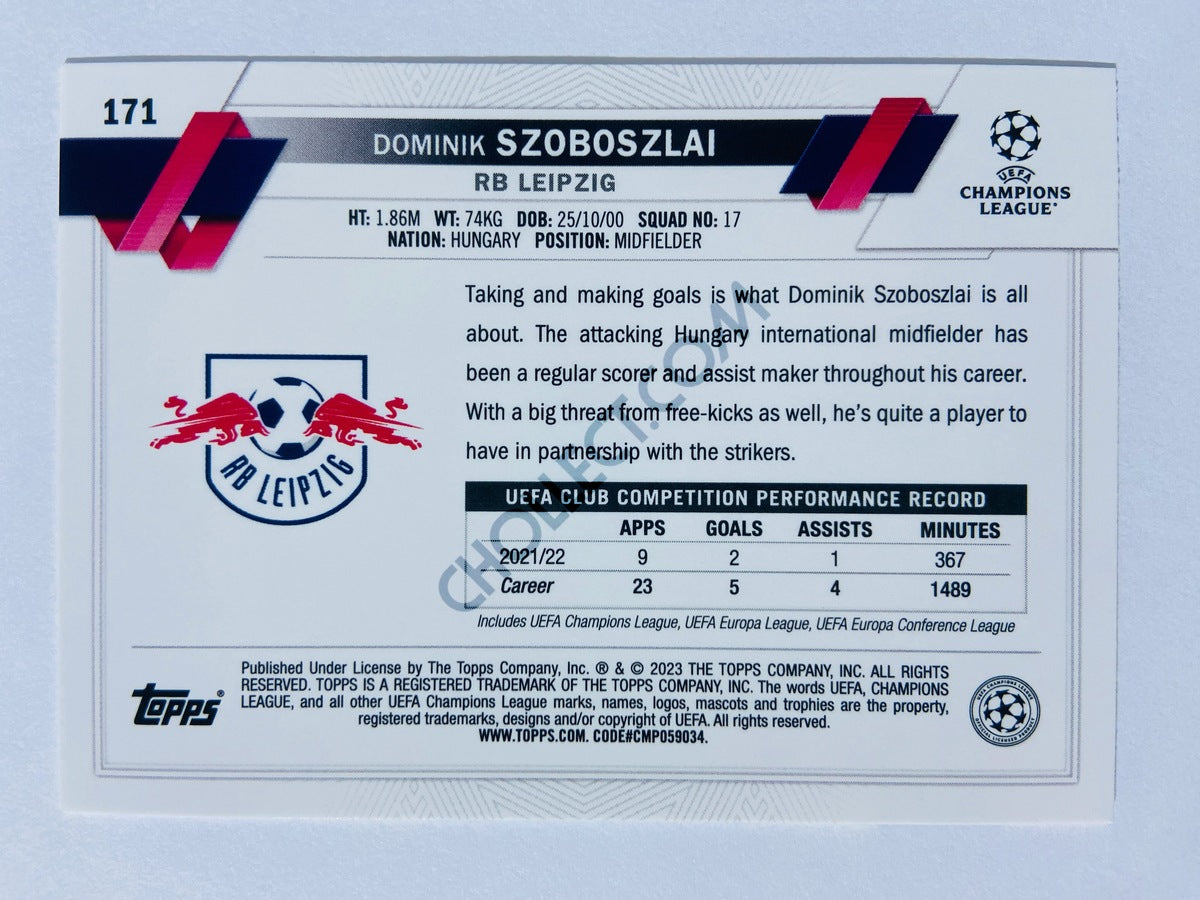 171
DOMINIK SZOBOSZLAI
RB LEIPZIG
UEFA
CHAMPIONS
LEAGUE®
HT: 1.86M WT: 74KG DOB: 25/10/00 SQUAD NO: 17
NATION: HUNGARY POSITION: MIDFIELDER
Taking and making goals is what Dominik Szoboszlai is all
about. The attacking Hungary international midfielder has
been a regular scorer and assist maker throughout his career.
With a big threat from free-kicks as well, he's quite a player to
have in partnership with the strikers.
RB LEIPZIG
UEFA CLUB COMPETITION PERFORMANCE RECORD
APPS GOALS ASSISTS MINUTES
2021/22 9 2 1 367
Career 23 5 4 1489
Includes UEFA Champions League, UEFA Europa League, UEFA Europa Conference League
CHOLLECT.COM
Published Under License by The Topps Company, Inc. ® & © 2023 THE TOPPS COMPANY, INC. ALL RIGHTS
RESERVED. TOPPS IS A REGISTERED TRADEMARK OF THE TOPPS COMPANY, INC. The words UEFA, CHAMPIONS
LEAGUE, and all other UEFA Champions League marks, names, logos, mascots and trophies are the property,
registered trademarks, designs and/or copyright of UEFA. All rights reserved.
WWW.TOPPS.COM. CODE#CMP059034.
Topps®
UEFA CHAMPIONS LEAGUE
OFFICIAL LICENSED PRODUCT